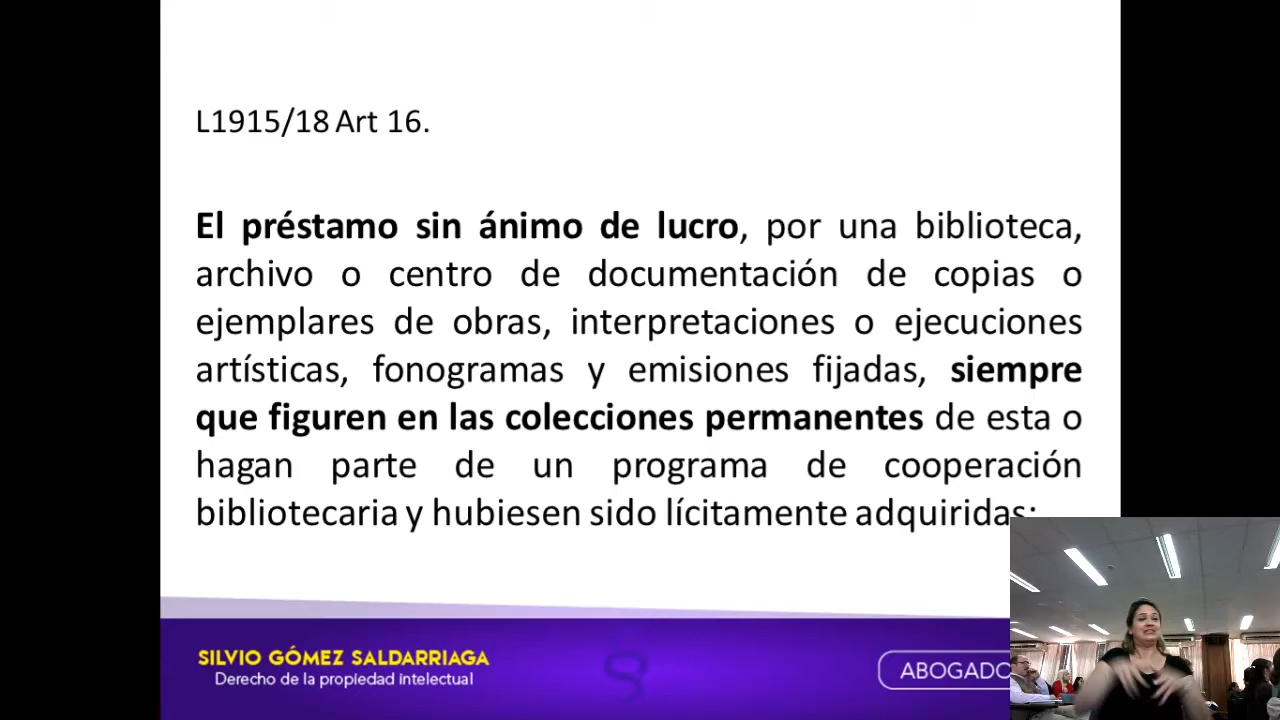 L1915/18 Art 16.
El préstamo sin ánimo de lucro, por una biblioteca,
archivo o centro de documentación de copias o
ejemplares de obras, interpretaciones o ejecuciones
artísticas, fonogramas y emisiones fijadas, siempre
que figuren en las colecciones permanentes de esta o
hagan parte de un programa de cooperación
bibliotecaria y hubiesen sido lícitamente adquiridas;
SILVIO GÓMEZ SALDARRIAGA
Derecho de la propiedad intelectual
ABOGADO